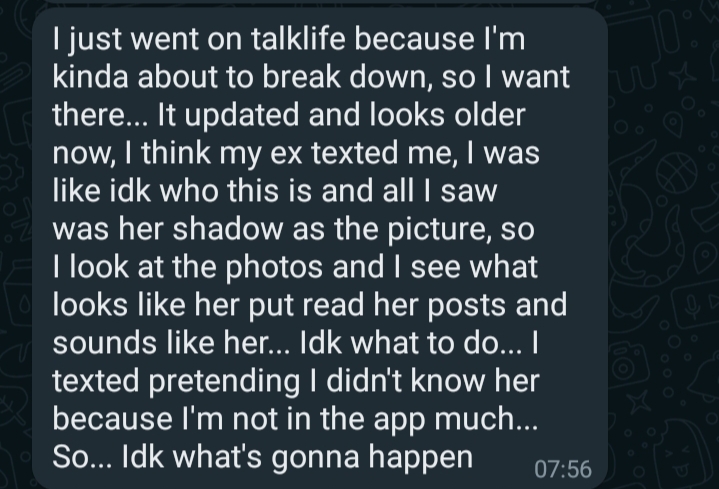 I just went on talklife because I'm
kinda about to break down, so I want
there... It updated and looks older
now, I think my ex texted me, I was
like idk who this is and all I saw
was her shadow as the picture, so
I look at the photos and I see what
looks like her put read her posts and
sounds like her... Idk what to do... I
texted pretending I didn't know her
because I'm not in the app much...
So... Idk what's gonna happen
07:56